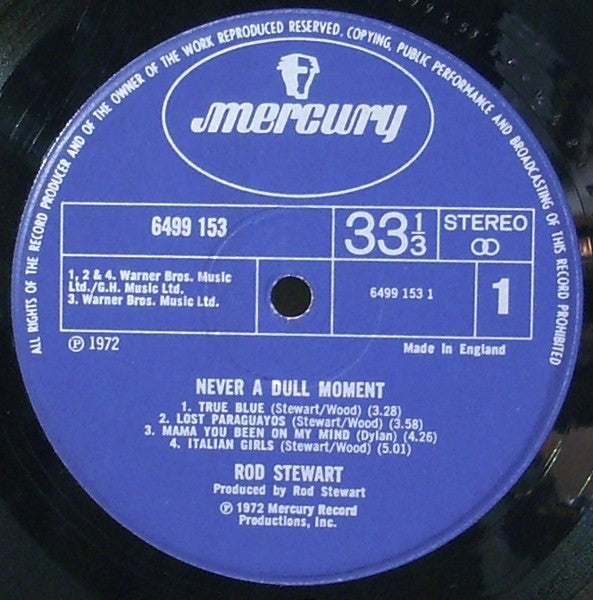 ALL RIGHTS OF THE RECORD PRODUCER AND OF THE OWNER OF THE WORK REPRODUCED RESERVED. COPYING, PUBLIC PERFORMANCE AND BROADCASTING OF THIS RECORD PROHIBITED
mercury
6499 153
33 1/3
STEREO
1, 2 & 4. Warner Bros. Music
Ltd./G.H. Music Ltd.
3. Warner Bros. Music Ltd.
6499 153 1
1
℗ 1972
Made in England
NEVER A DULL MOMENT
1. TRUE BLUE (Stewart/Wood) (3.28)
2. LOST PARAGUAYOS (Stewart/Wood) (3.58)
3. MAMA YOU BEEN ON MY MIND (Dylan) (4.26)
4. ITALIAN GIRLS (Stewart/Wood) (5.01)
ROD STEWART
Produced by Rod Stewart
℗ 1972 Mercury Record
Productions, Inc.